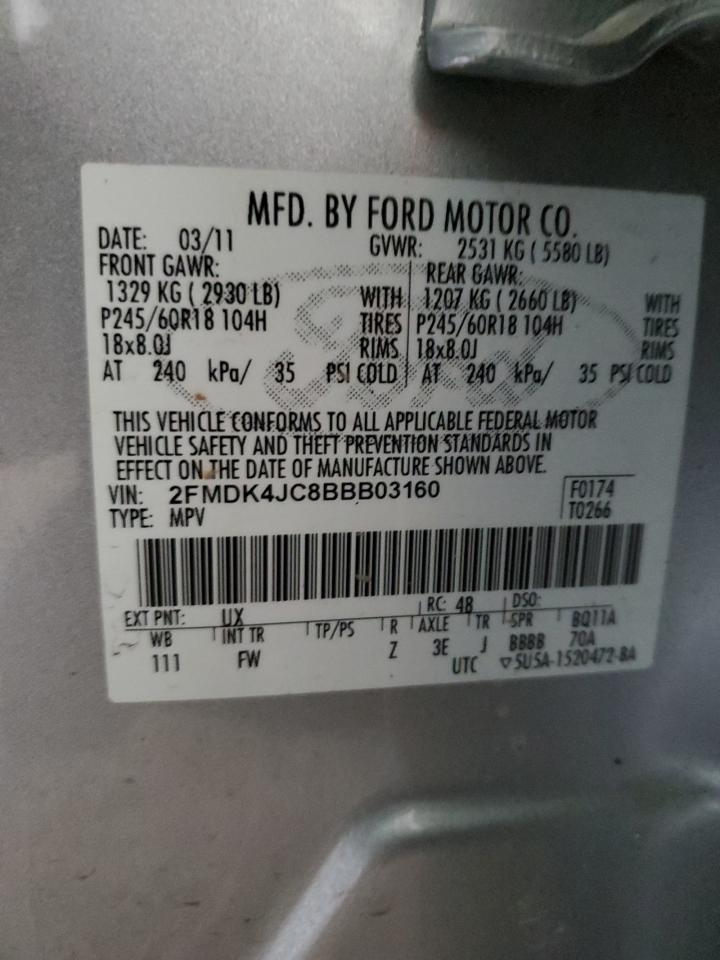 MFD. BY FORD MOTOR CO.
DATE: 03/11 GVWR: 2531 KG ( 5580 LB)
FRONT GAWR: REAR GAWR:
1329 KG ( 2930 LB) WITH 1207 KG ( 2660 LB) WITH
P245/60R18 104H TIRES P245/60R18 104H TIRES
18x8.0J RIMS 18x8.0J RIMS
AT 240 kPa/ 35 PSI COLD AT 240 kPa/ 35 PSI COLD
THIS VEHICLE CONFORMS TO ALL APPLICABLE FEDERAL MOTOR
VEHICLE SAFETY AND THEFT PREVENTION STANDARDS IN
EFFECT ON THE DATE OF MANUFACTURE SHOWN ABOVE.
VIN: 2FMDK4JC8BBB03160 F0174
TYPE: MPV T0266
EXT PNT: UX RC: 48 DSO:
WB INT TR TP/PS R AXLE TR SPR BQ11A
111 FW Z 3E J BBBB 70A
UTC ▽5U5A-1520472-BA